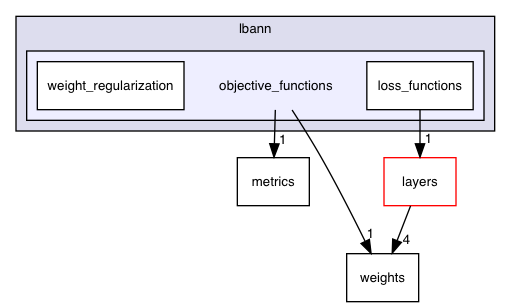 lbann
weight_regularization
objective_functions
loss_functions
1
1
metrics
layers
1
4
weights